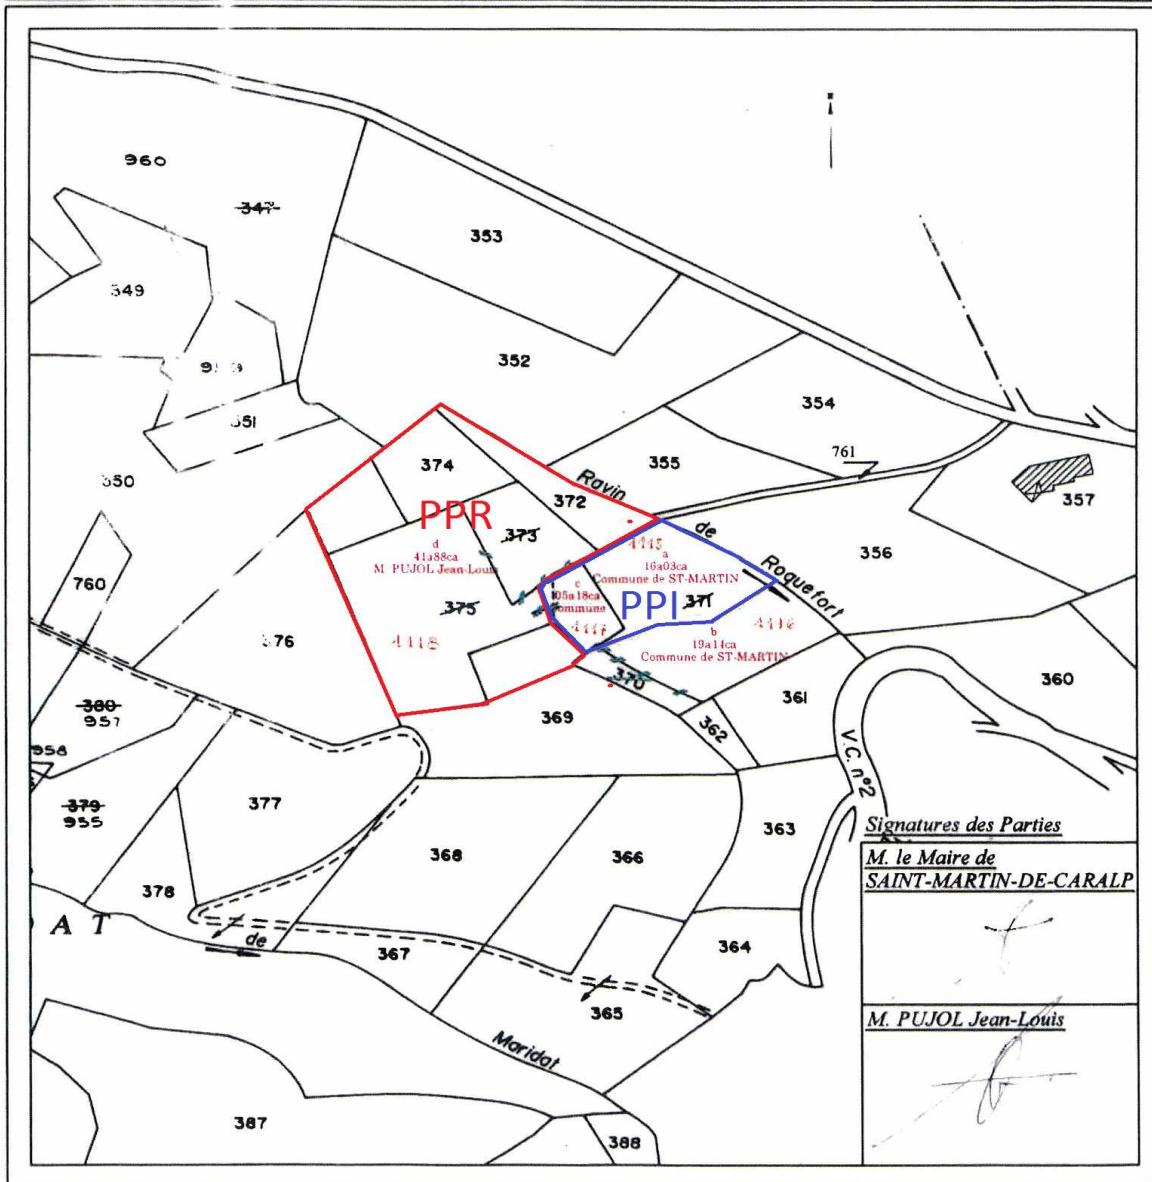 960
347
353
349
352
959
354
351
761
355
374
350
Ravin
357
372
PPR
de
373
d
41a88ca
M. PUJOL Jean-Louis
a
16a03ca
Commune de ST-MARTIN
356
760
Roquefort
c
05a18ca
Commune
PPI
371
375
376
b
19a14ca
Commune de ST-MARTIN
370
360
361
380
957
369
362
958
V.C. n°2
377
379
955
363
Signatures des Parties
368
366
M. le Maire de
SAINT-MARTIN-DE-CARALP
378
A T
de
367
364
365
M. PUJOL Jean-Louis
Maridat
387
388